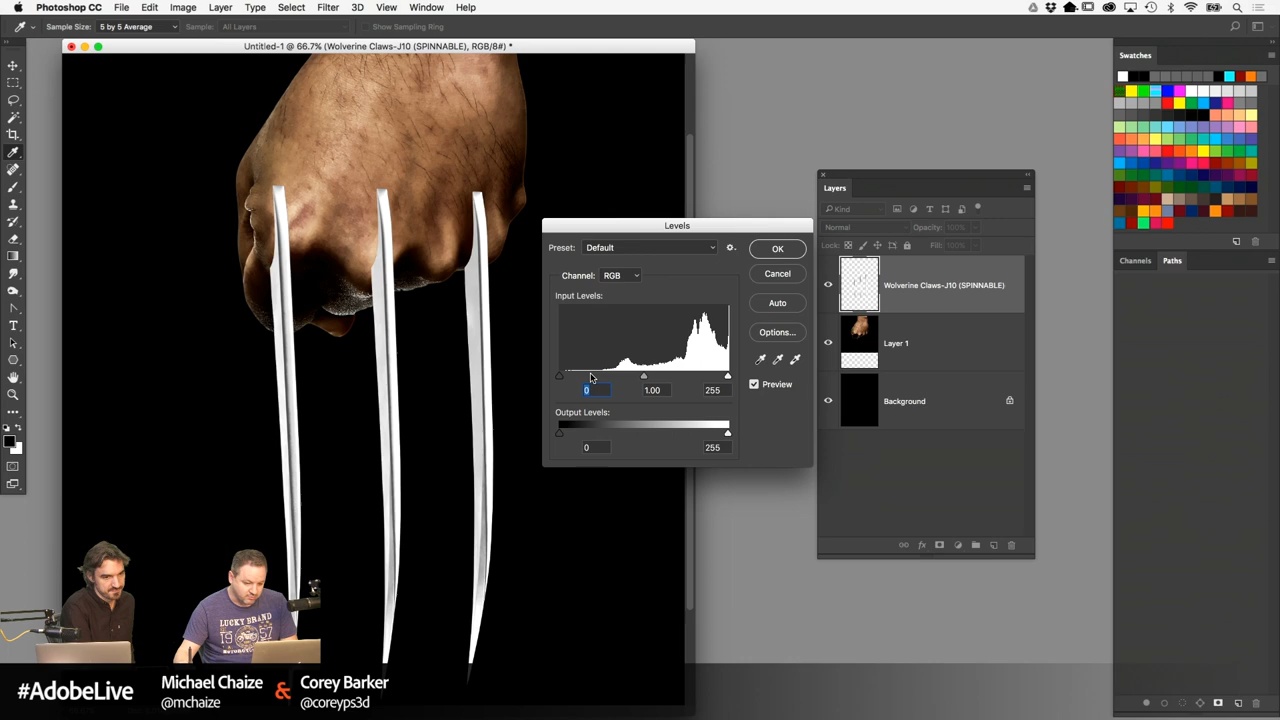 Photoshop CC File Edit Image Layer Type Select Filter 3D View Window Help
Sample Size: 5 by 5 Average Sample: All Layers Show Sampling Ring
Untitled-1 @ 66.7% (Wolverine Claws-J10 (SPINNABLE), RGB/8#) *
Swatches
Levels
Preset: Default
OK
Channel: RGB
Cancel
Input Levels:
Auto
Options...
0 1.00 255
Preview
Output Levels:
0 255
Layers
Kind
Normal Opacity: 100%
Lock: Fill: 100%
Wolverine Claws-J10 (SPINNABLE)
Layer 1
Background
fx
Channels Paths
LUCKY BRAND
#AdobeLive
Michael Chaize & Corey Barker
@mchaize @coreyps3d